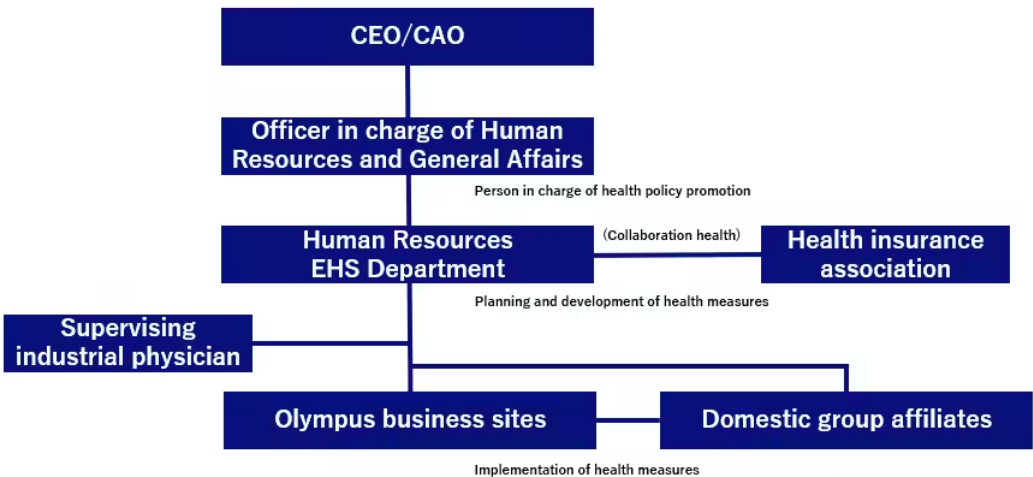 CEO/CAO
Officer in charge of Human
Resources and General Affairs
Person in charge of health policy promotion
Human Resources
EHS Department
(Collaboration health)
Health insurance
association
Planning and development of health measures
Supervising
industrial physician
Olympus business sites
Domestic group affiliates
Implementation of health measures